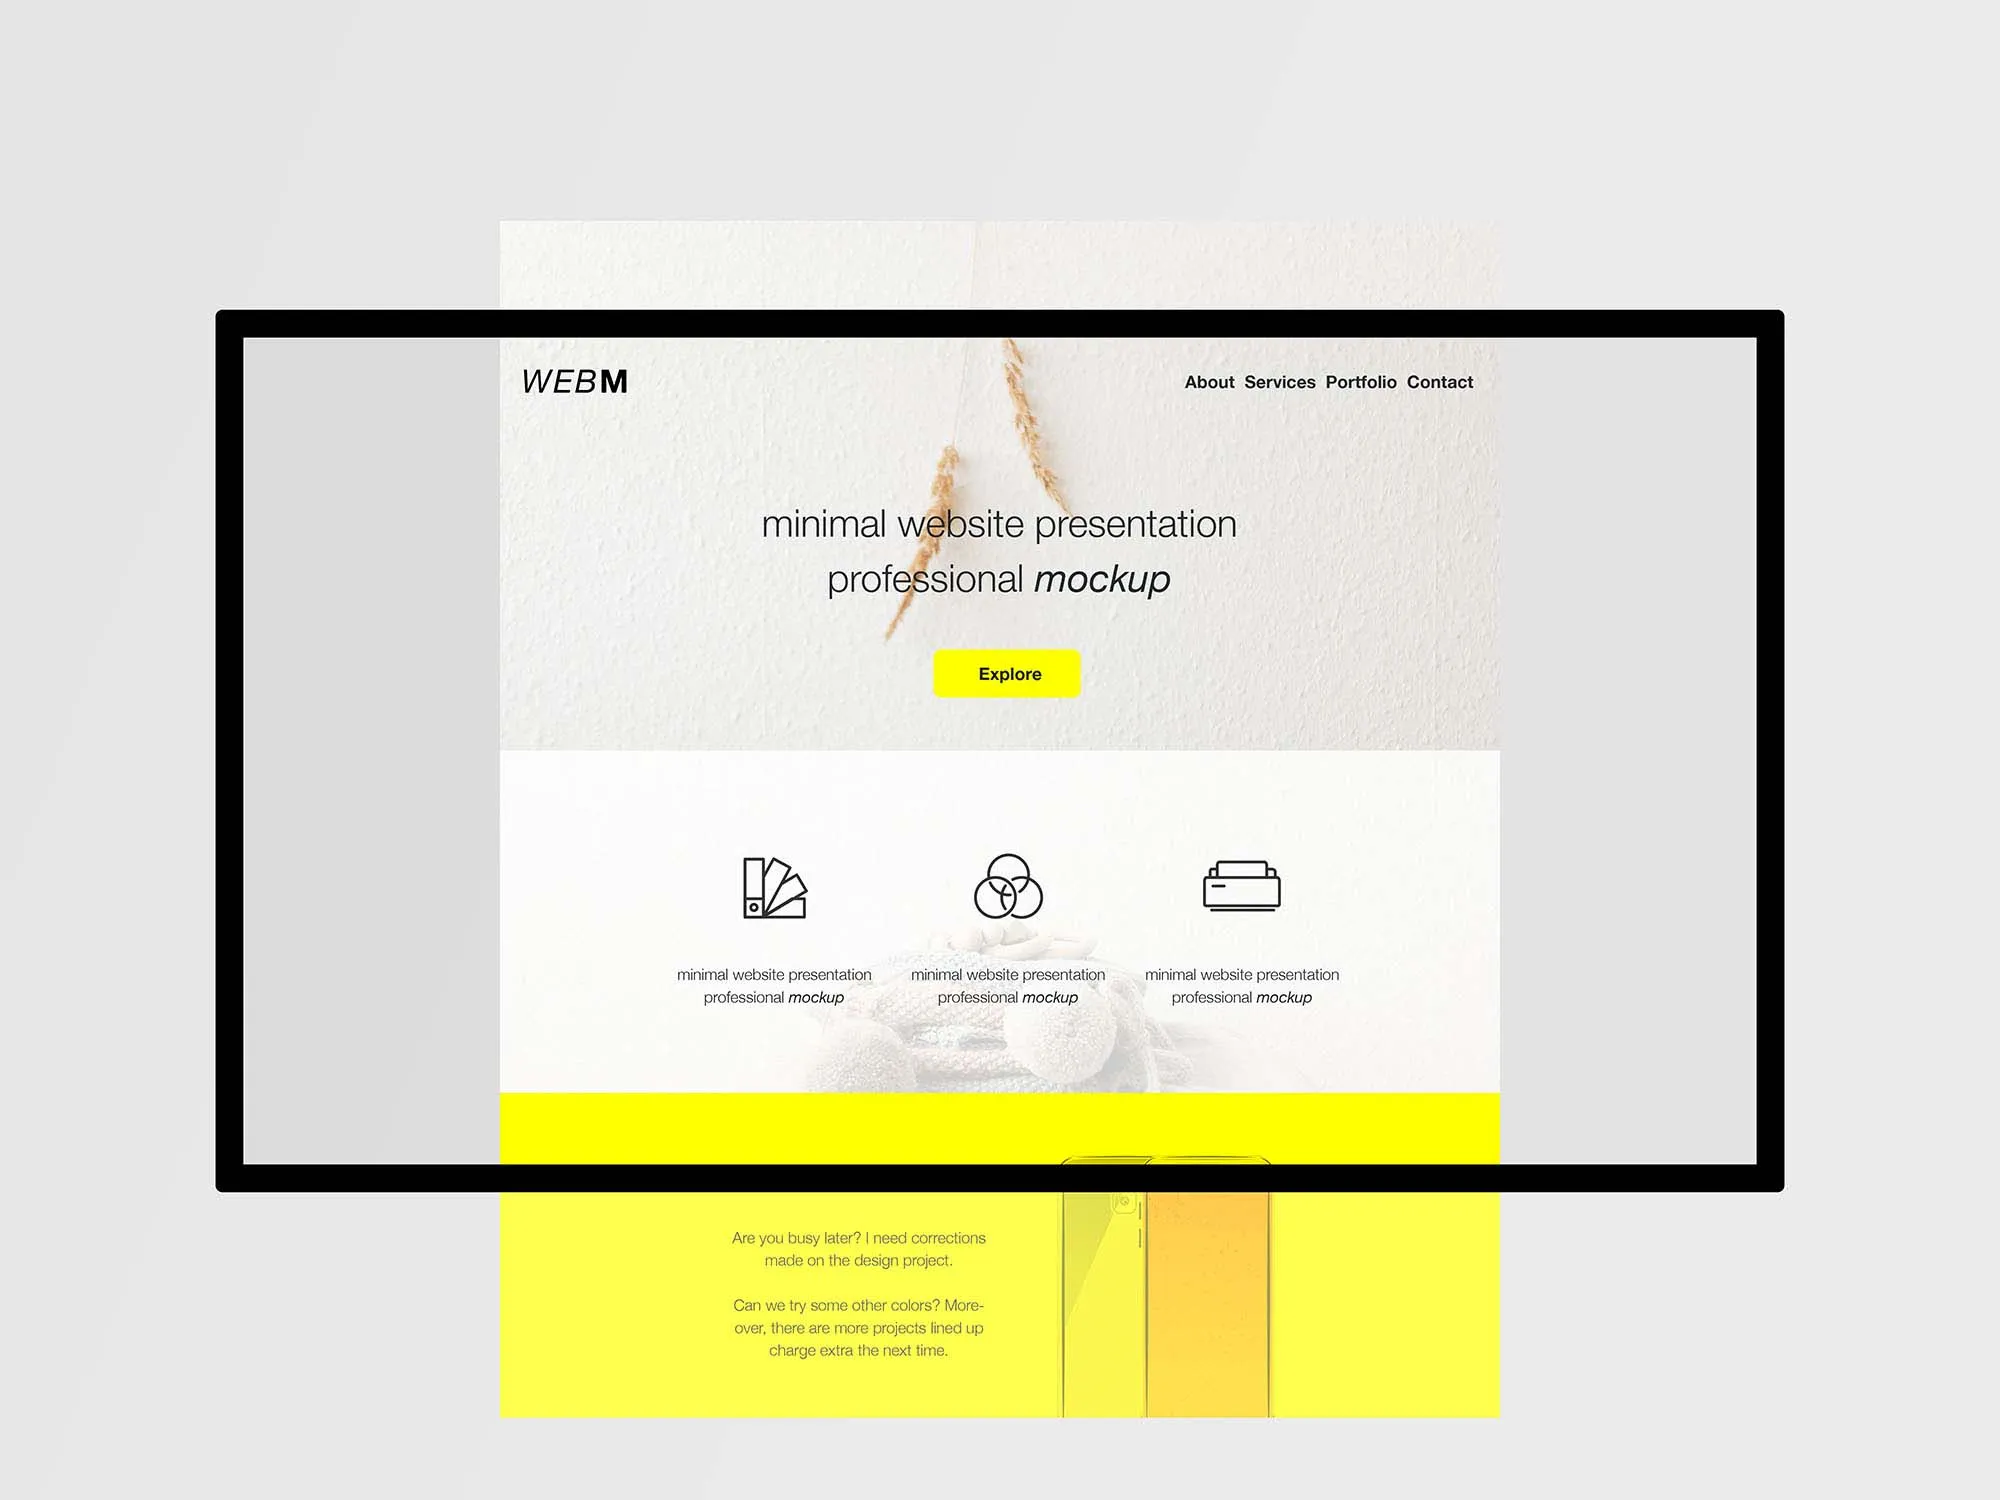 WEBM
About Services Portfolio Contact
minimal website presentation
professional mockup
Explore
minimal website presentation
professional mockup
minimal website presentation
professional mockup
minimal website presentation
professional mockup
Are you busy later? I need corrections
made on the design project.
Can we try some other colors? More-
over, there are more projects lined up
charge extra the next time.